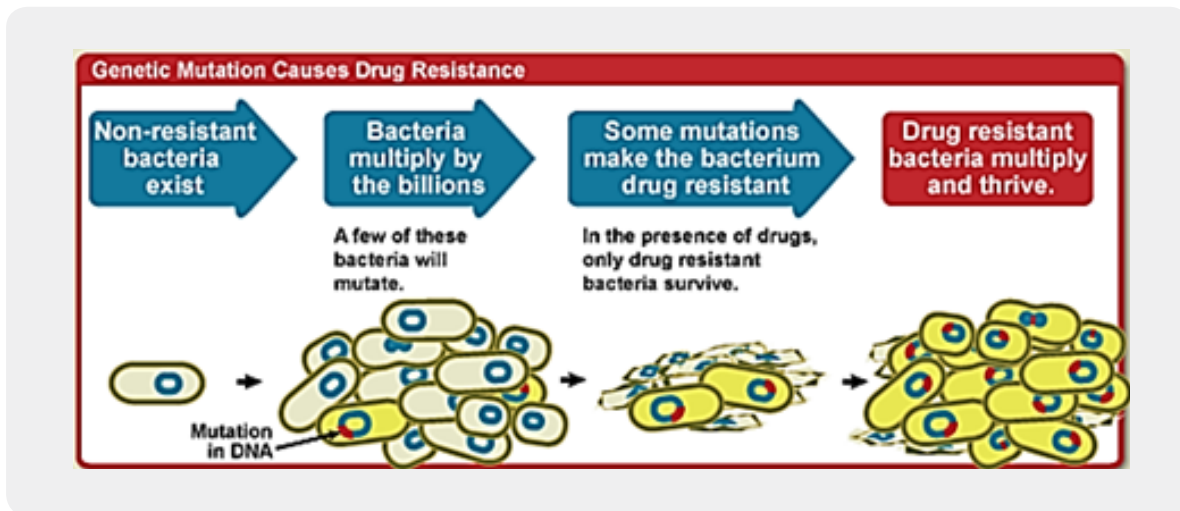 Genetic Mutation Causes Drug Resistance
Non-resistant
bacteria
exist
Bacteria
multiply by
the billions
Some mutations
make the bacterium
drug resistant
Drug resistant
bacteria multiply
and thrive.
A few of these
bacteria will
mutate.
In the presence of drugs,
only drug resistant
bacteria survive.
Mutation
in DNA